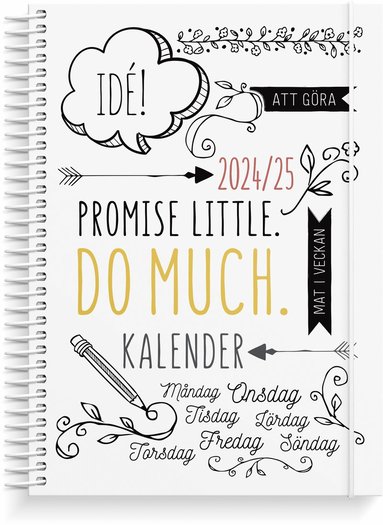 IDÉ!
ATT GÖRA
2024/25
PROMISE LITTLE.
DO MUCH.
MAT I VECKAN
KALENDER
Måndag Onsdag
Tisdag Lördag
Torsdag Fredag Söndag